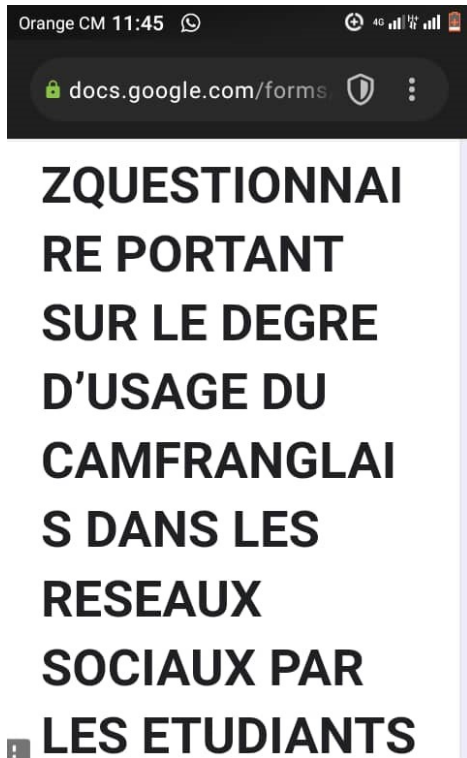 Orange CM 11:45 4G H+
docs.google.com/forms
ZQUESTIONNAI
RE PORTANT
SUR LE DEGRE
D’USAGE DU
CAMFRANGLAI
S DANS LES
RESEAUX
SOCIAUX PAR
LES ETUDIANTS